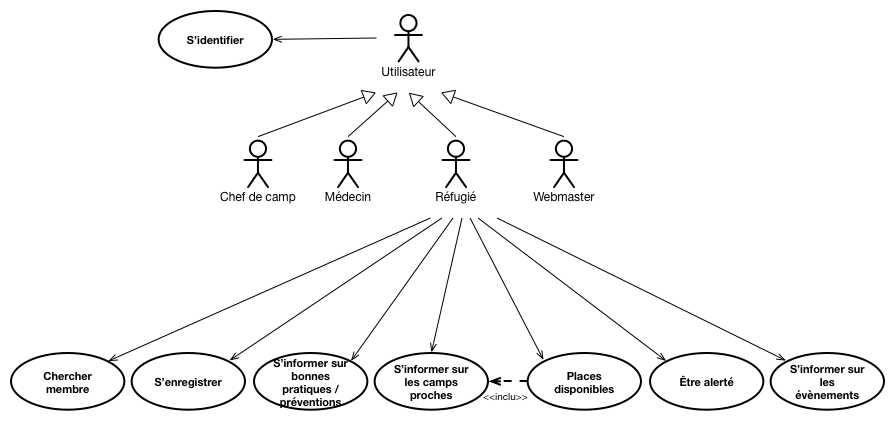 S'identifier
Utilisateur
Chef de camp
Médecin
Réfugié
Webmaster
Chercher
membre
S'enregistrer
S'informer sur
bonnes
pratiques /
préventions
S'informer sur
les camps
proches
<<inclu>>
Places
disponibles
Être alerté
S'informer sur
les
évènements